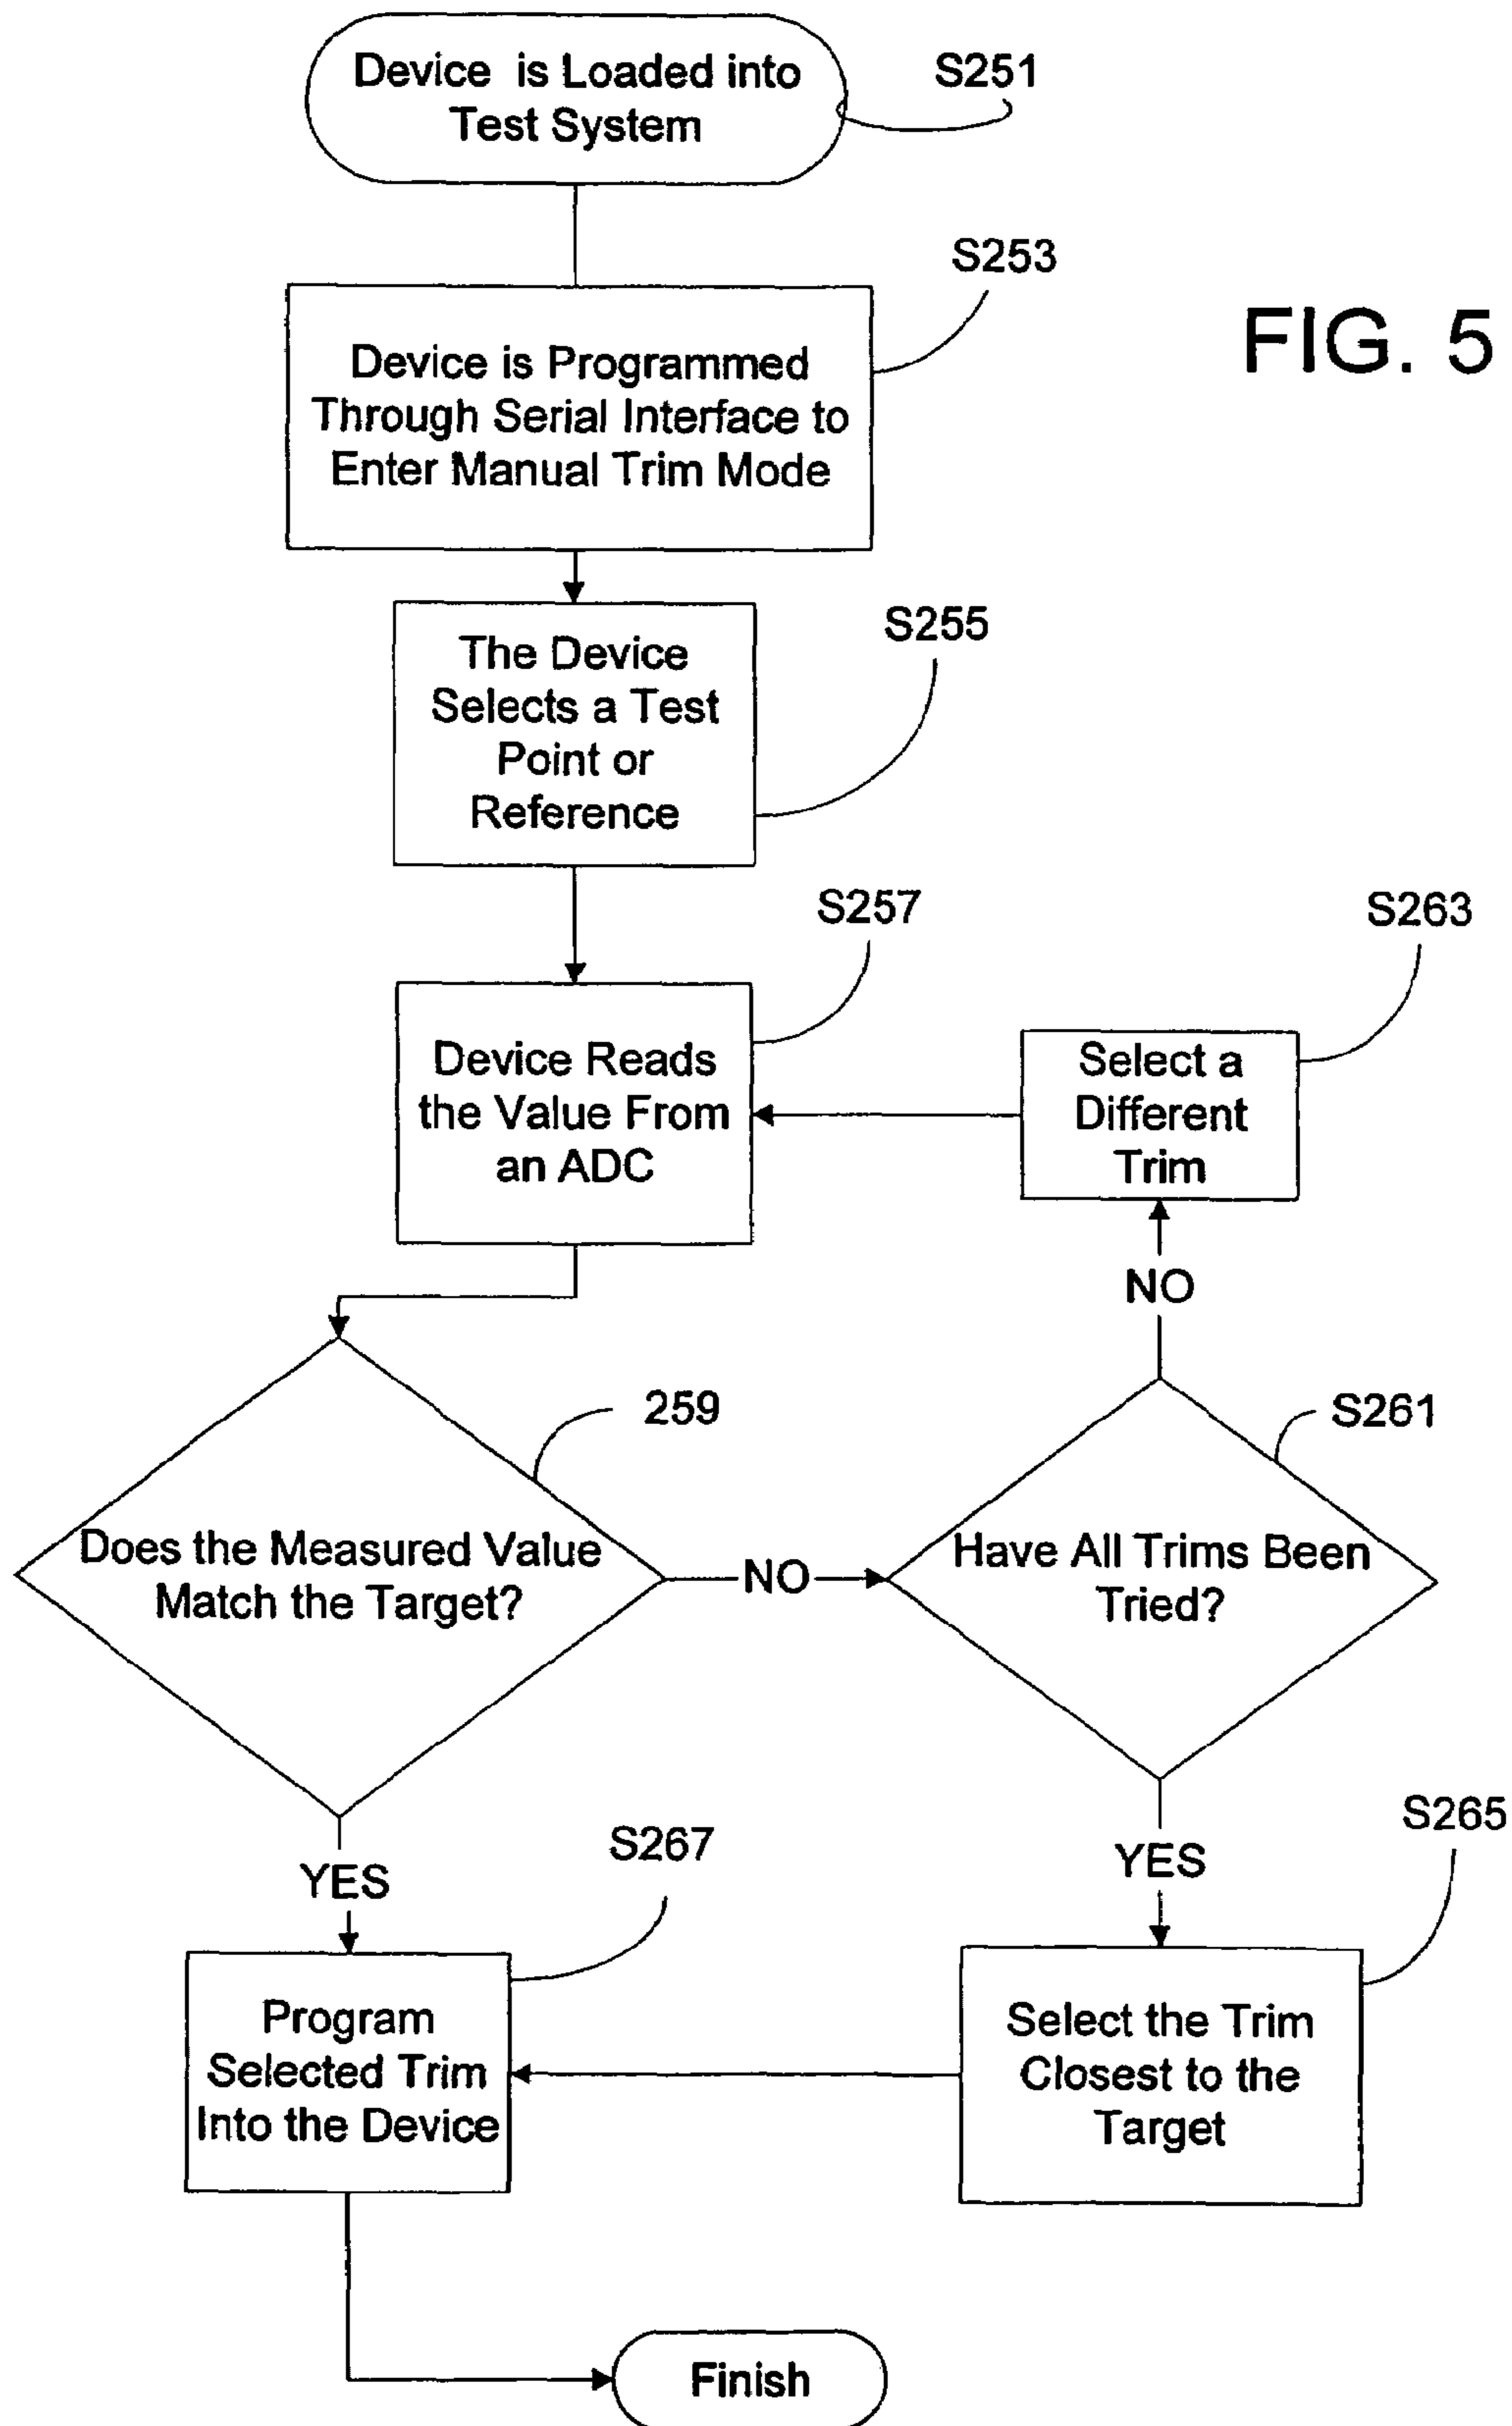 Device is Loaded into
Test System
S251
S253
Device is Programmed
Through Serial Interface to
Enter Manual Trim Mode
FIG. 5
S255
The Device
Selects a Test
Point or
Reference
S257
S263
Device Reads
the Value From
an ADC
Select a
Different
Trim
NO
259
S261
Does the Measured Value
Match the Target?
NO
Have All Trims Been
Tried?
YES
S267
YES
S265
Program
Selected Trim
Into the Device
Select the Trim
Closest to the
Target
Finish